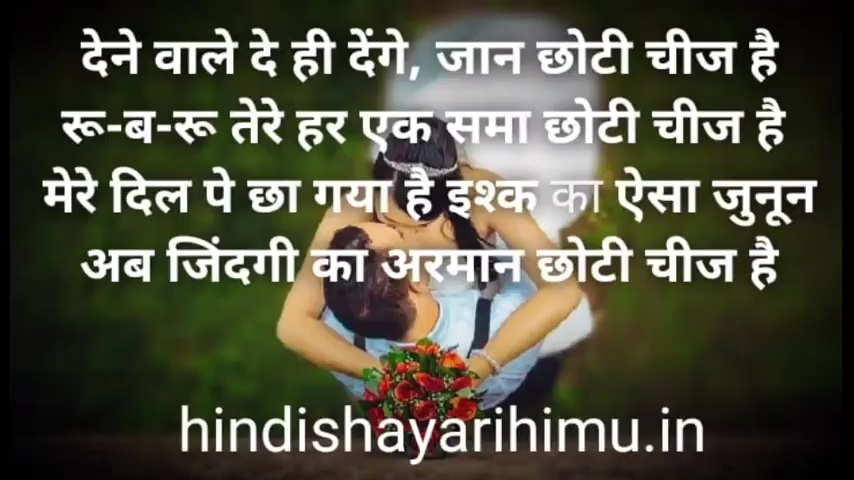 देने वाले दे ही देंगे, जान छोटी चीज है
रू-ब-रू तेरे हर एक समा छोटी चीज है
मेरे दिल पे छा गया है इश्क का ऐसा जुनून
अब जिंदगी का अरमान छोटी चीज है
hindishayarihimu.in